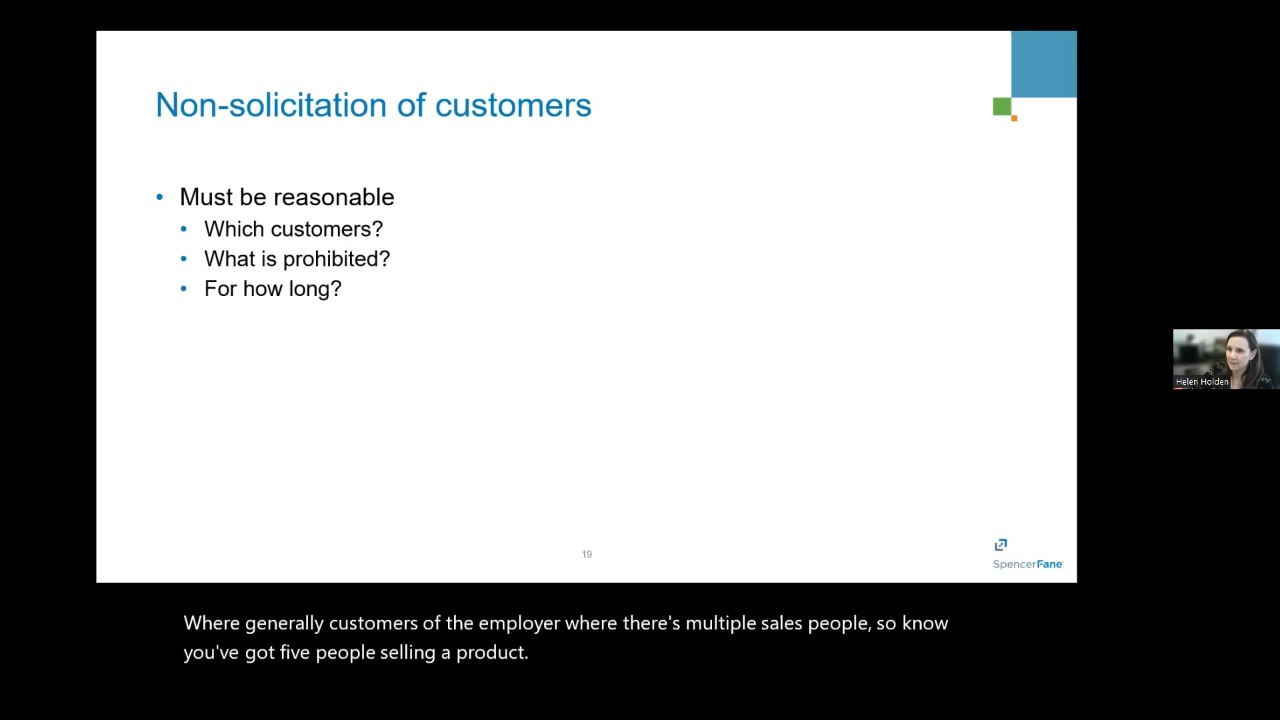 Non-solicitation of customers
• Must be reasonable
• Which customers?
• What is prohibited?
• For how long?
Helen Holden
19
SpencerFane
Where generally customers of the employer where there's multiple sales people, so know
you've got five people selling a product.